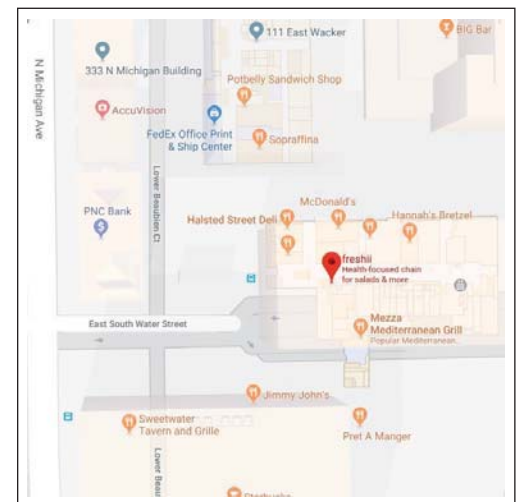 111 East Wacker
BIG Bar
333 N Michigan Building
N Michigan Ave
Potbelly Sandwich Shop
AccuVision
FedEx Office Print
& Ship Center
Sopraffina
Lower Beaubien Ct
McDonald's
PNC Bank
Halsted Street Deli
Hannah's Bretzel
freshii
Health-focused chain
for salads & more
East South Water Street
Mezza
Mediterranean Grill
Popular Mediterranean...
Jimmy John's
Sweetwater
Tavern and Grille
Pret A Manger
Lower Beau
Starbucks